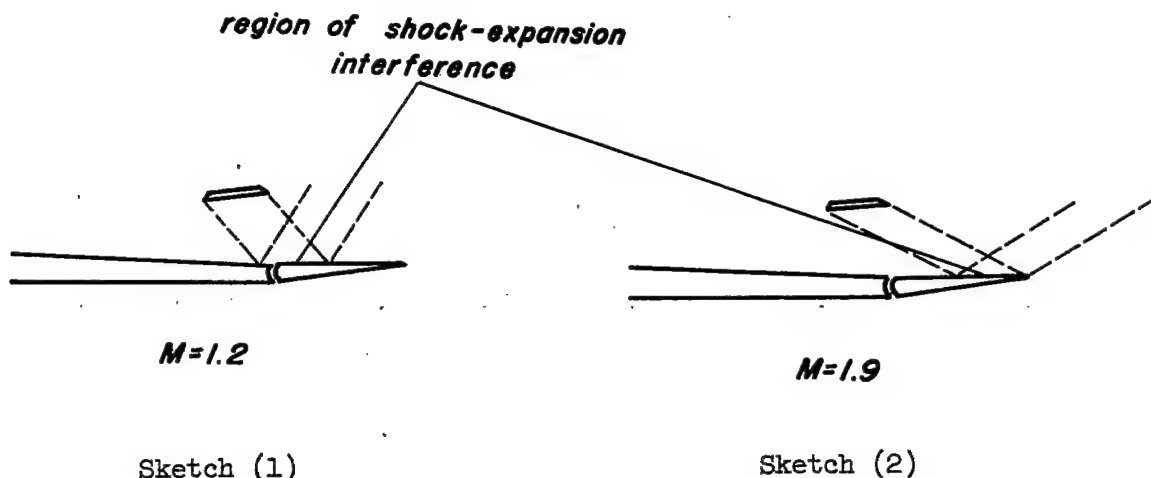 region of shock-expansion
interference
M=1.2
M=1.9
Sketch (1)
Sketch (2)